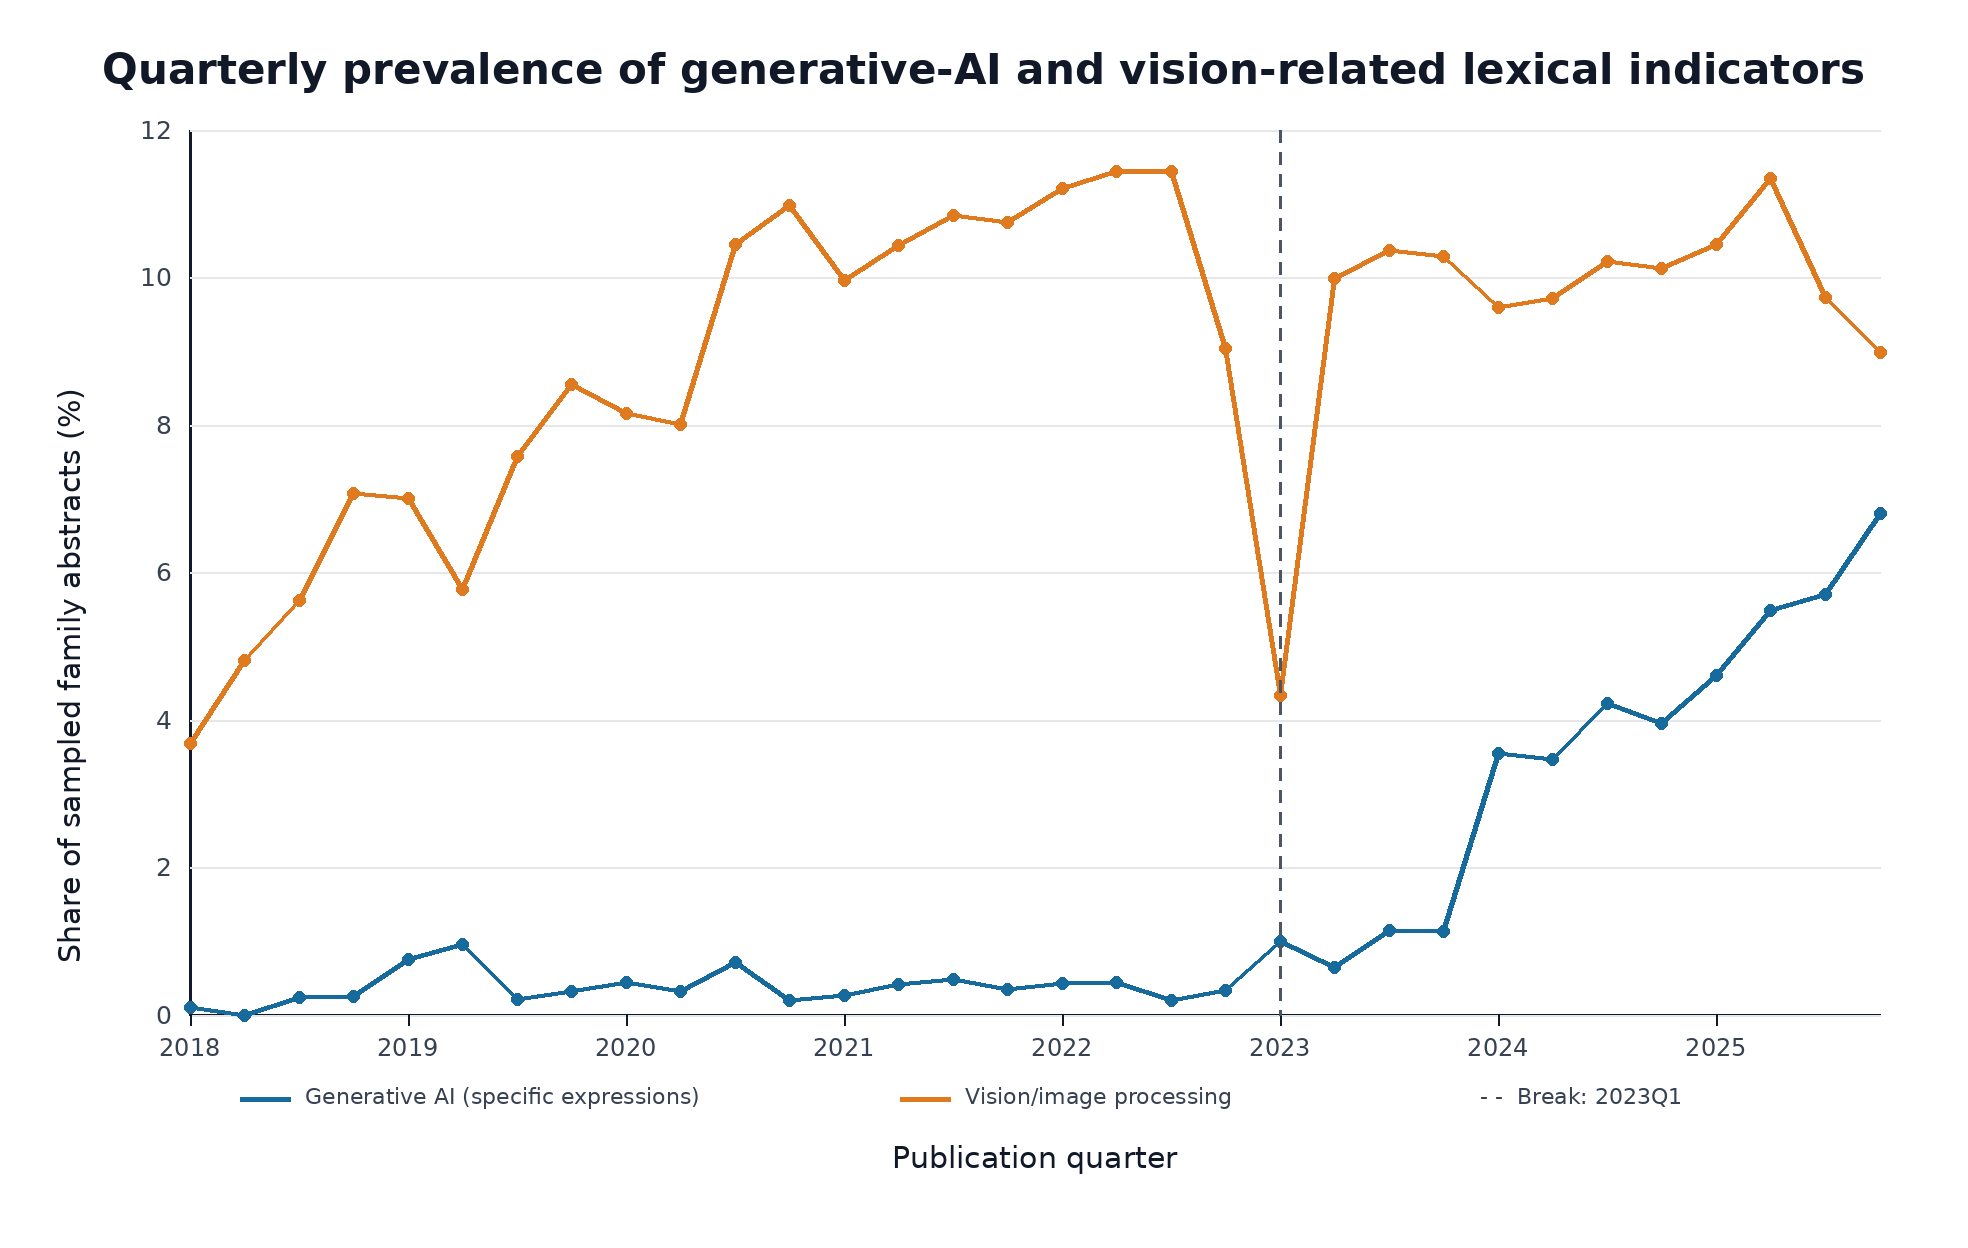 Quarterly prevalence of generative-AI and vision-related lexical indicators
Share of sampled family abstracts (%)
12
10
8
6
4
2
0
2018 2019 2020 2021 2022 2023 2024 2025
Generative AI (specific expressions) Vision/image processing Break: 2023Q1
Publication quarter